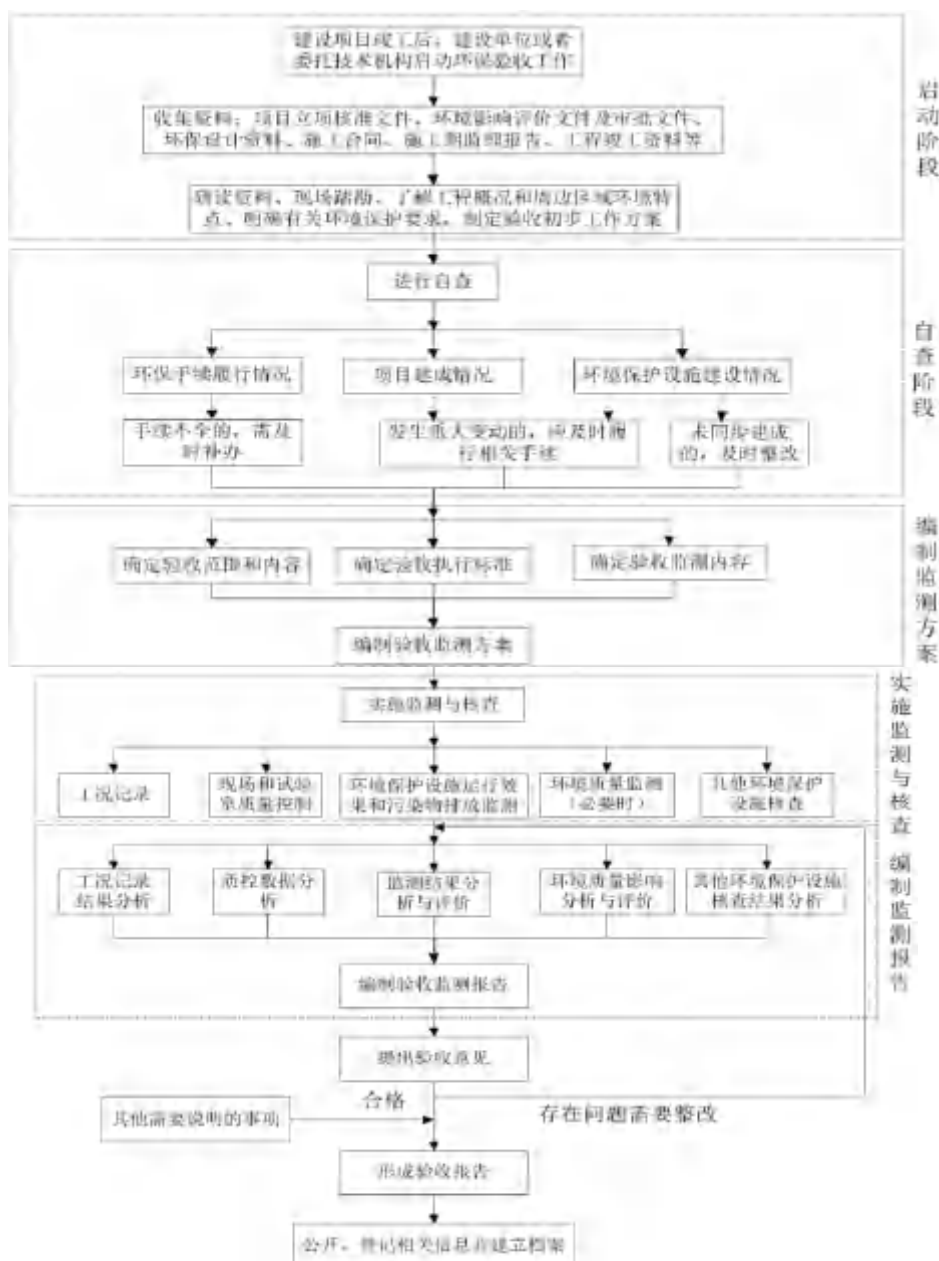 建设项目竣工后，建设单位或者
委托技术机构启动环保验收工作
启动阶段
收集资料：项目立项核准文件、环境影响评价文件及审批文件、
环保设计资料、施工合同、施工期监理报告、工程竣工资料等
研读资料、现场踏勘、了解工程概况和周边区域环境特
点、明确有关环境保护要求，制定验收初步工作方案
进行自查
自查阶段
环保手续履行情况
项目建成情况
环境保护设施建设情况
手续不全的，需及
时补办
发生重大变动的，应及时履
行相关手续
未同步建成
的，及时整改
编制监测方案
确定验收范围和内容
确定验收执行标准
确定验收监测内容
编制验收监测方案
实施监测与核查
实施监测与核查
工况记录
现场和试验
室质量控制
环境保护设施运行效
果和污染物排放监测
环境质量监测
（必要时）
其他环境保护
设施核查
编制监测报告
工况记录
结果分析
质控数据分
析
监测结果分
析与评价
环境质量影响
分析与评价
其他环境保护设施
核查结果分析
编制验收监测报告
提出验收意见
合格
存在问题需要整改
其他需要说明的事项
形成验收报告
公开、登记相关信息并建立档案